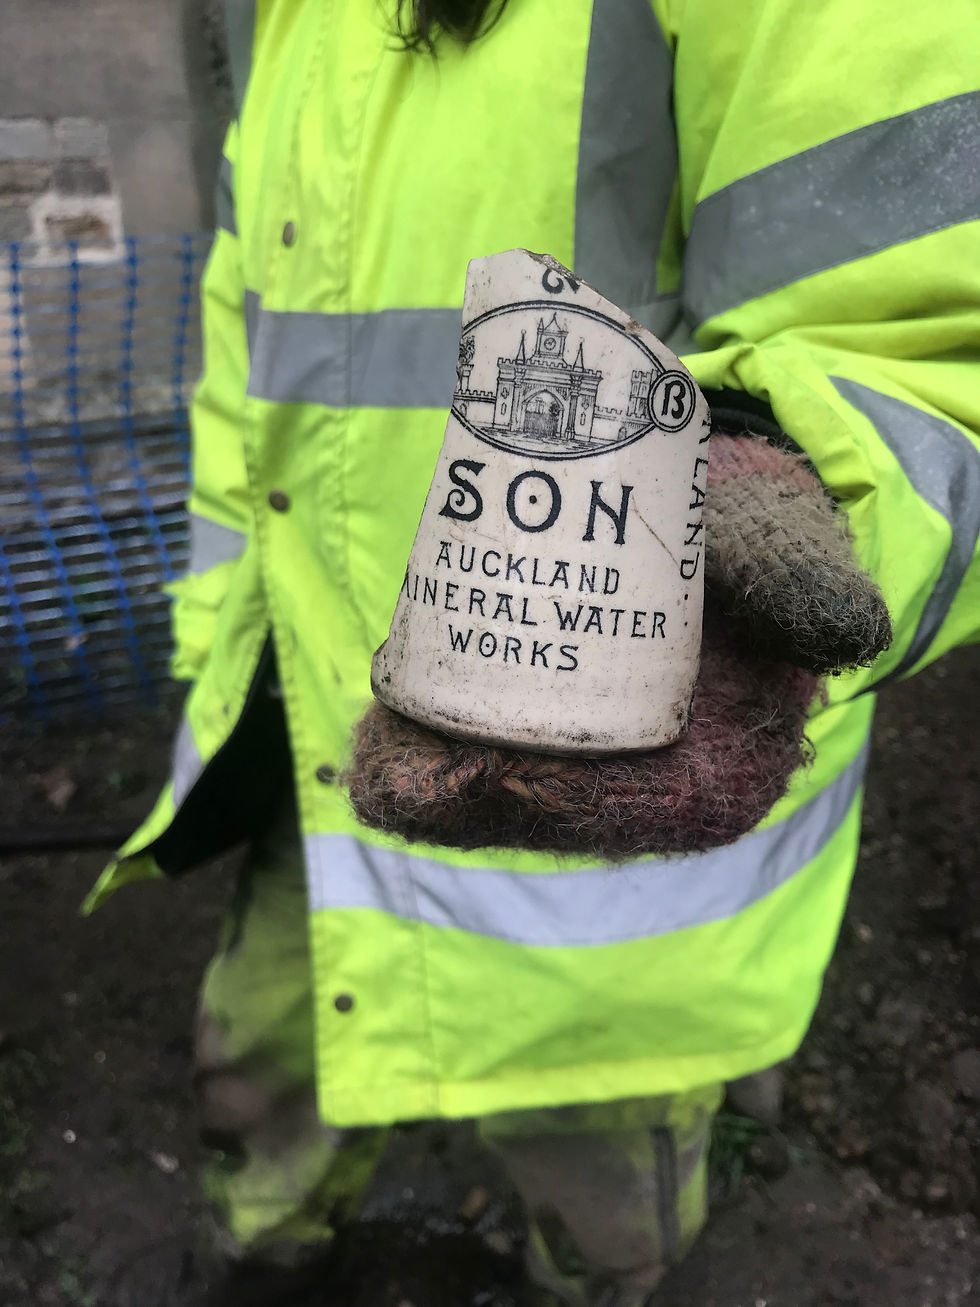 &
B
SON
AUCKLAND
INERAL WATER
WORKS
LAND.